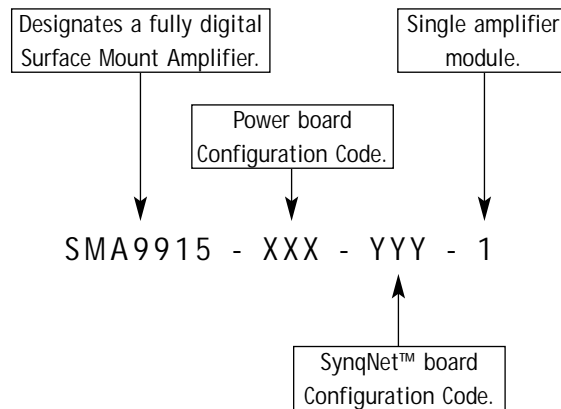 Designates a fully digital
Surface Mount Amplifier.
Single amplifier
module.
Power board
Configuration Code.
SMA9915 - XXX - YYY - 1
SynqNet™ board
Configuration Code.